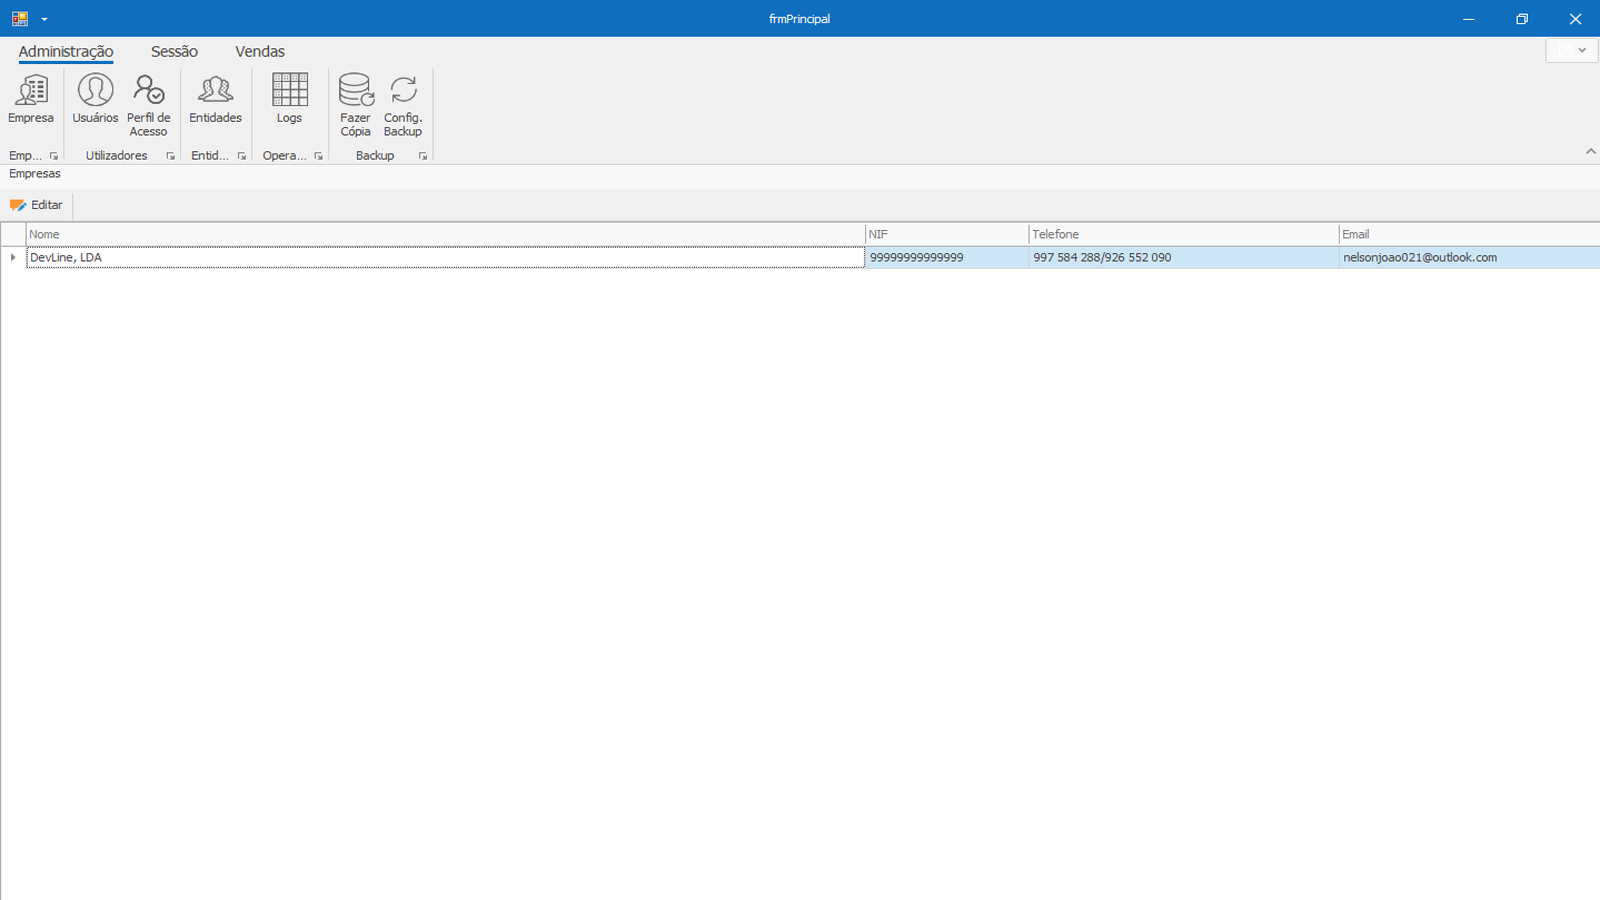 frmPrincipal
Administração Sessão Vendas
Empresa Usuários Perfil de Acesso Entidades Logs Fazer Cópia Config. Backup
Emp... Utilizadores Entid... Opera... Backup
Empresas
Editar
Nome NIF Telefone Email
DevLine, LDA 99999999999999 997 584 288/926 552 090 nelsonjoao021@outlook.com